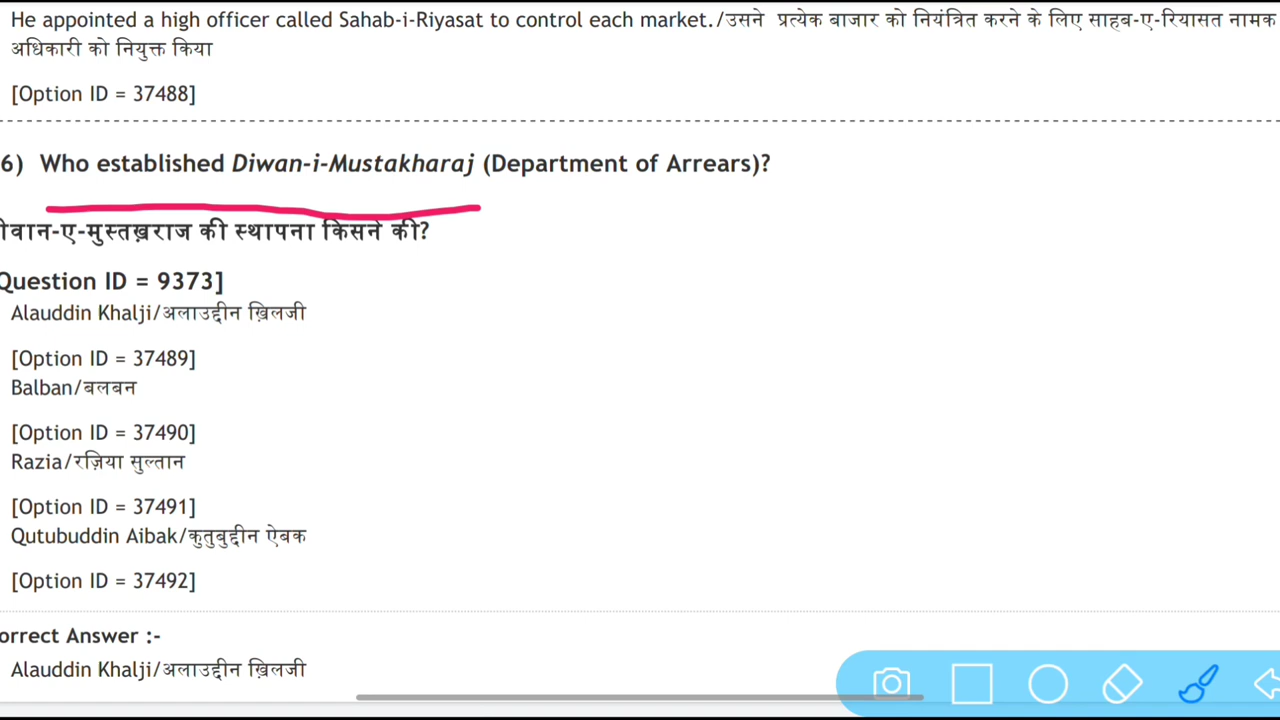 He appointed a high officer called Sahab-i-Riyasat to control each market./उसने प्रत्येक बाजार को नियंत्रित करने के लिए साहब-ए-रियासत नामक
अधिकारी को नियुक्त किया
[Option ID = 37488]
6) Who established Diwan-i-Mustakharaj (Department of Arrears)?
ीवान-ए-मुस्तख़राज की स्थापना किसने की?
Question ID = 9373]
Alauddin Khalji/अलाउद्दीन ख़िलजी
[Option ID = 37489]
Balban/बलबन
[Option ID = 37490]
Razia/रज़िया सुल्तान
[Option ID = 37491]
Qutubuddin Aibak/कुतुबुद्दीन ऐबक
[Option ID = 37492]
orrect Answer :-
Alauddin Khalji/अलाउद्दीन ख़िलजी